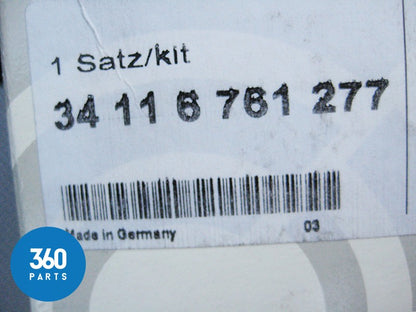 1 Satz/kit
34 11 6 761 277
Made in Germany 03
360
PARTS